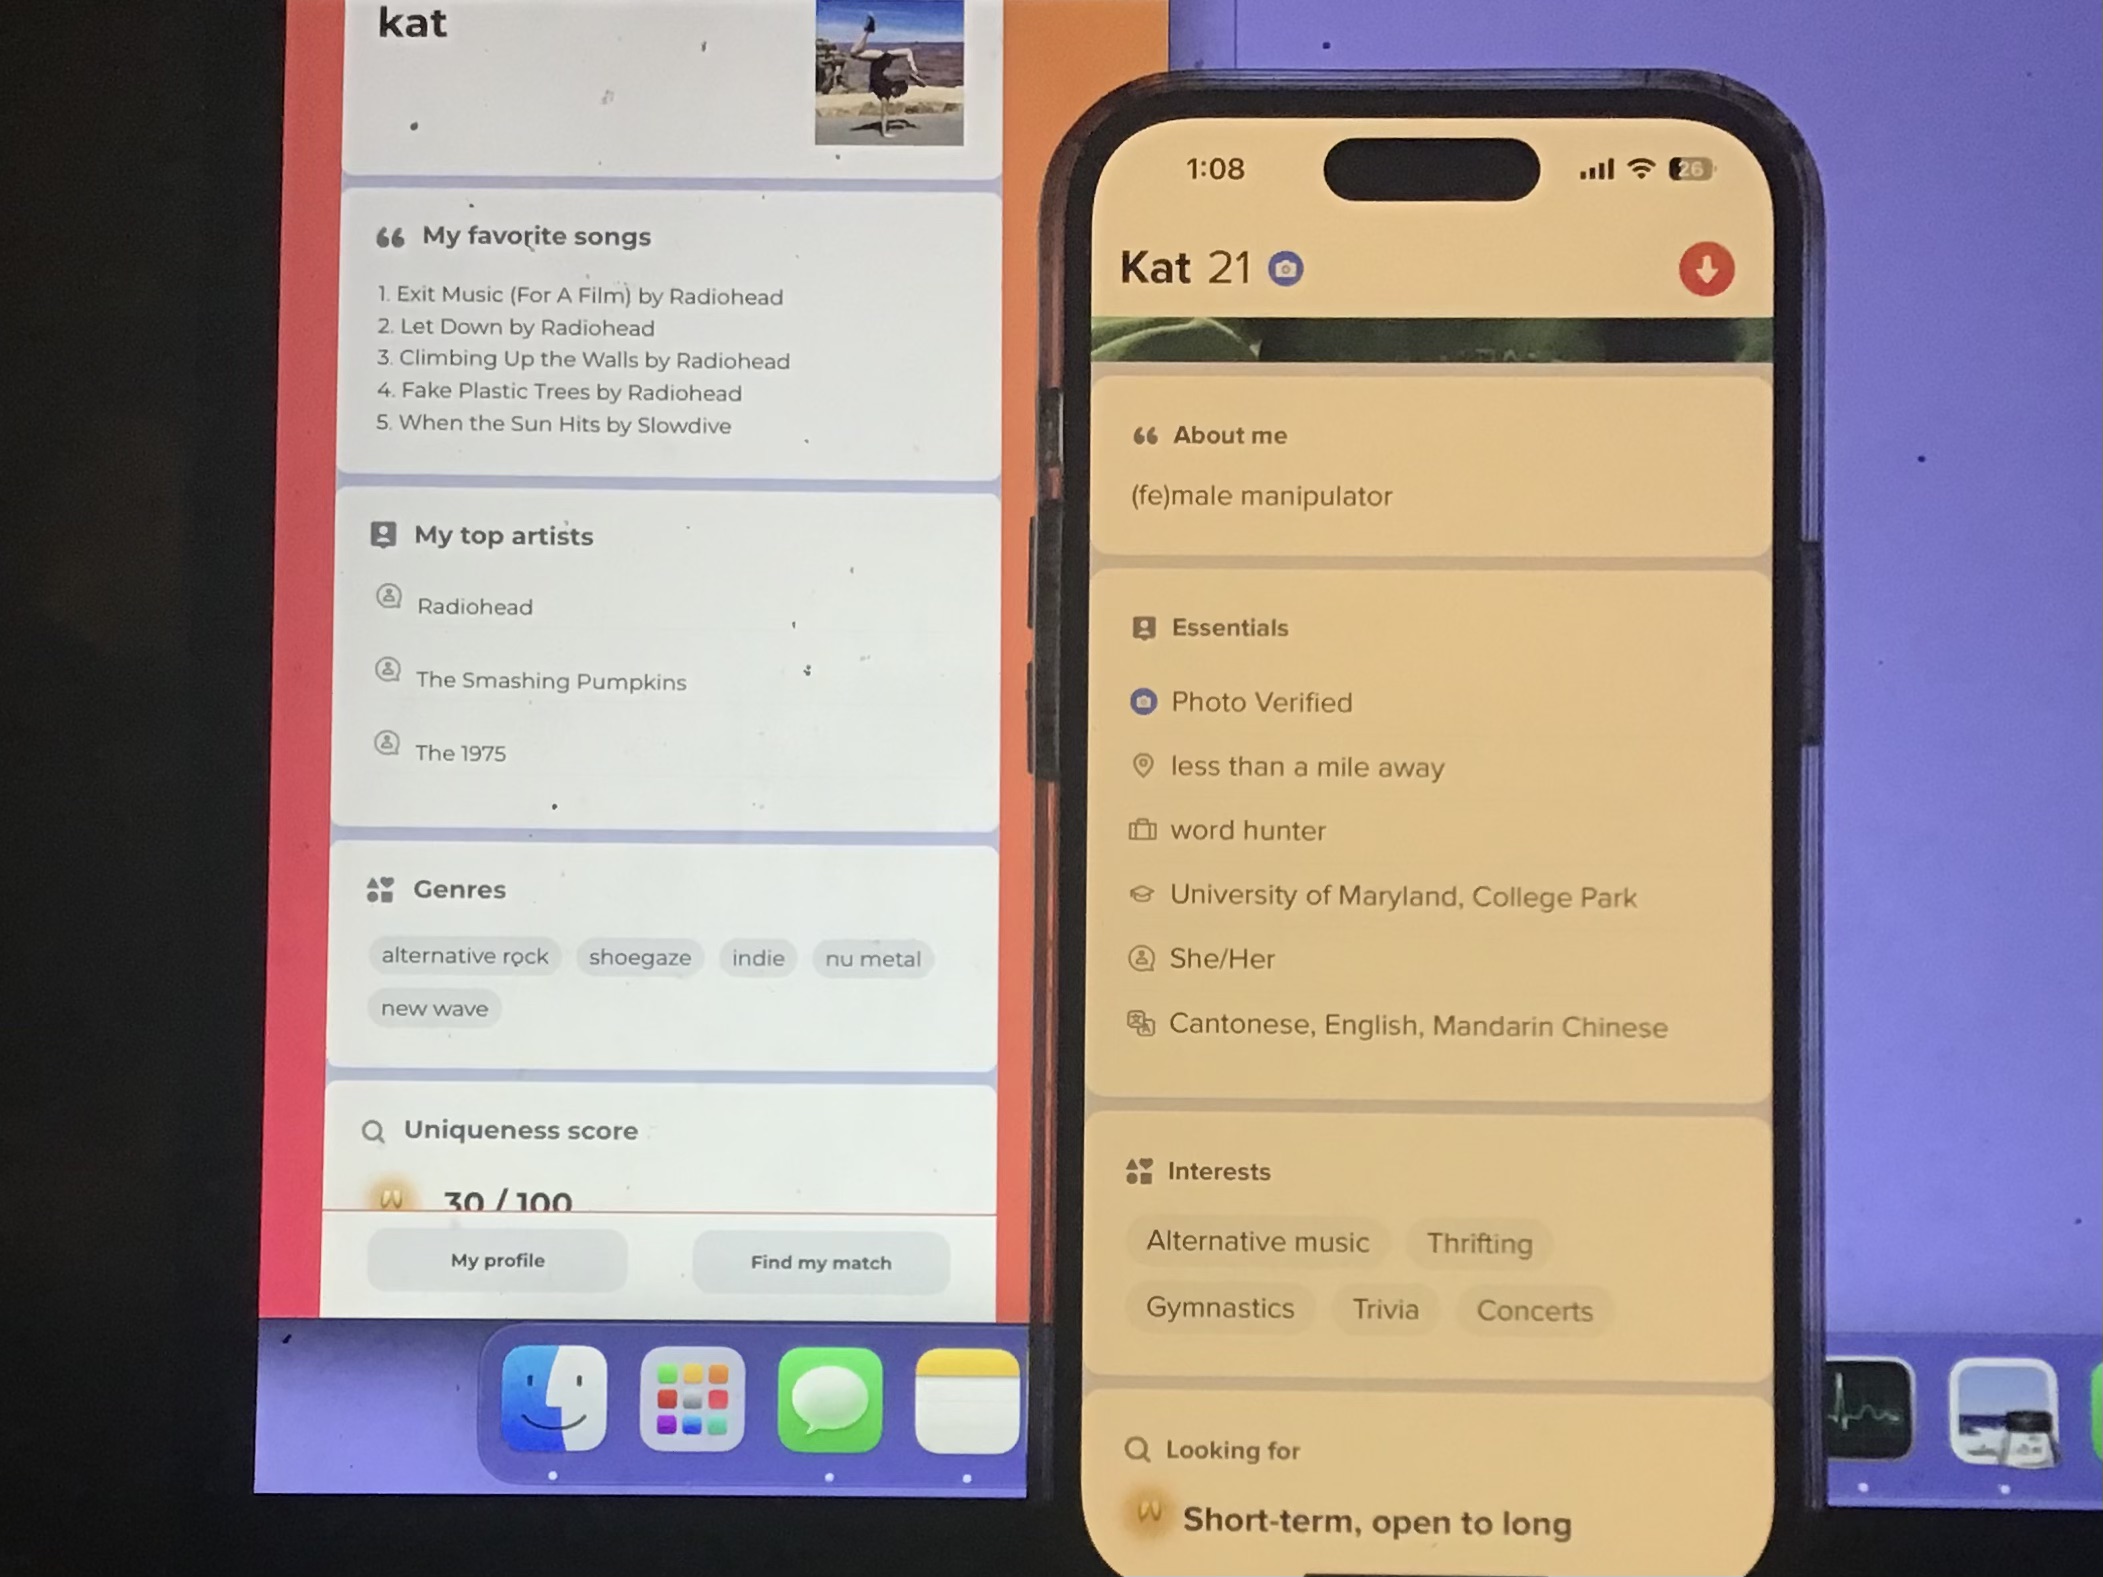 kat
My favorite songs
1. Exit Music (For A Film) by Radiohead
2. Let Down by Radiohead
3. Climbing Up the Walls by Radiohead
4. Fake Plastic Trees by Radiohead
5. When the Sun Hits by Slowdive
My top artists
Radiohead
The Smashing Pumpkins
The 1975
Genres
alternative rock shoegaze indie nu metal
new wave
Uniqueness score
30 / 100
My profile Find my match
1:08 26
Kat 21
About me
(fe)male manipulator
Essentials
Photo Verified
less than a mile away
word hunter
University of Maryland, College Park
She/Her
Cantonese, English, Mandarin Chinese
Interests
Alternative music Thrifting
Gymnastics Trivia Concerts
Looking for
Short-term, open to long